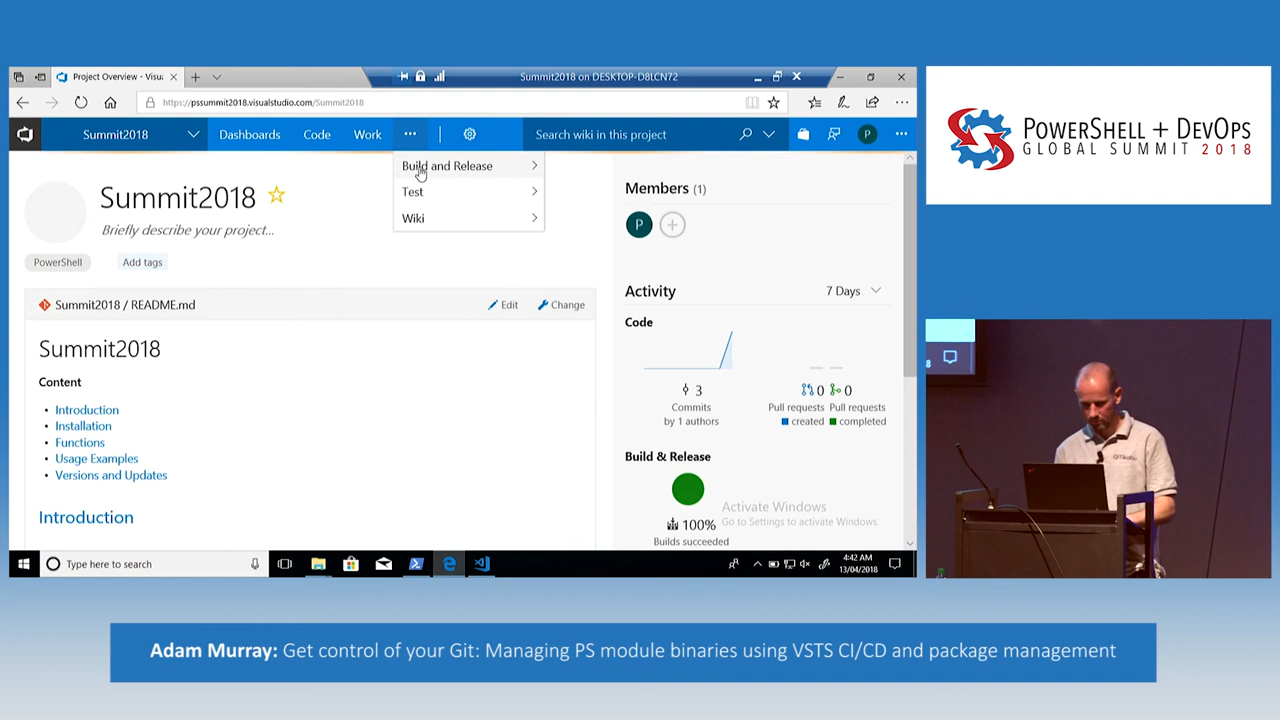 Project Overview - Visu
Summit2018 on DESKTOP-D8LCN72
https://pssummit2018.visualstudio.com/Summit2018
Summit2018
Dashboards
Code
Work
Search wiki in this project
P
Build and Release
Test
Wiki
Summit2018
Briefly describe your project...
PowerShell
Add tags
Summit2018 / README.md
Edit
Change
Summit2018
Content
• Introduction
• Installation
• Functions
• Usage Examples
• Versions and Updates
Introduction
Members (1)
P
Activity
7 Days
Code
3
Commits
by 1 authors
0 0
Pull requests Pull requests
created completed
Build & Release
100%
Builds succeeded
Activate Windows
Go to Settings to activate Windows.
Type here to search
4:42 AM
13/04/2018
POWERSHELL + DEVOPS
GLOBAL SUMMIT 2018
8
Adam Murray: Get control of your Git: Managing PS module binaries using VSTS CI/CD and package management